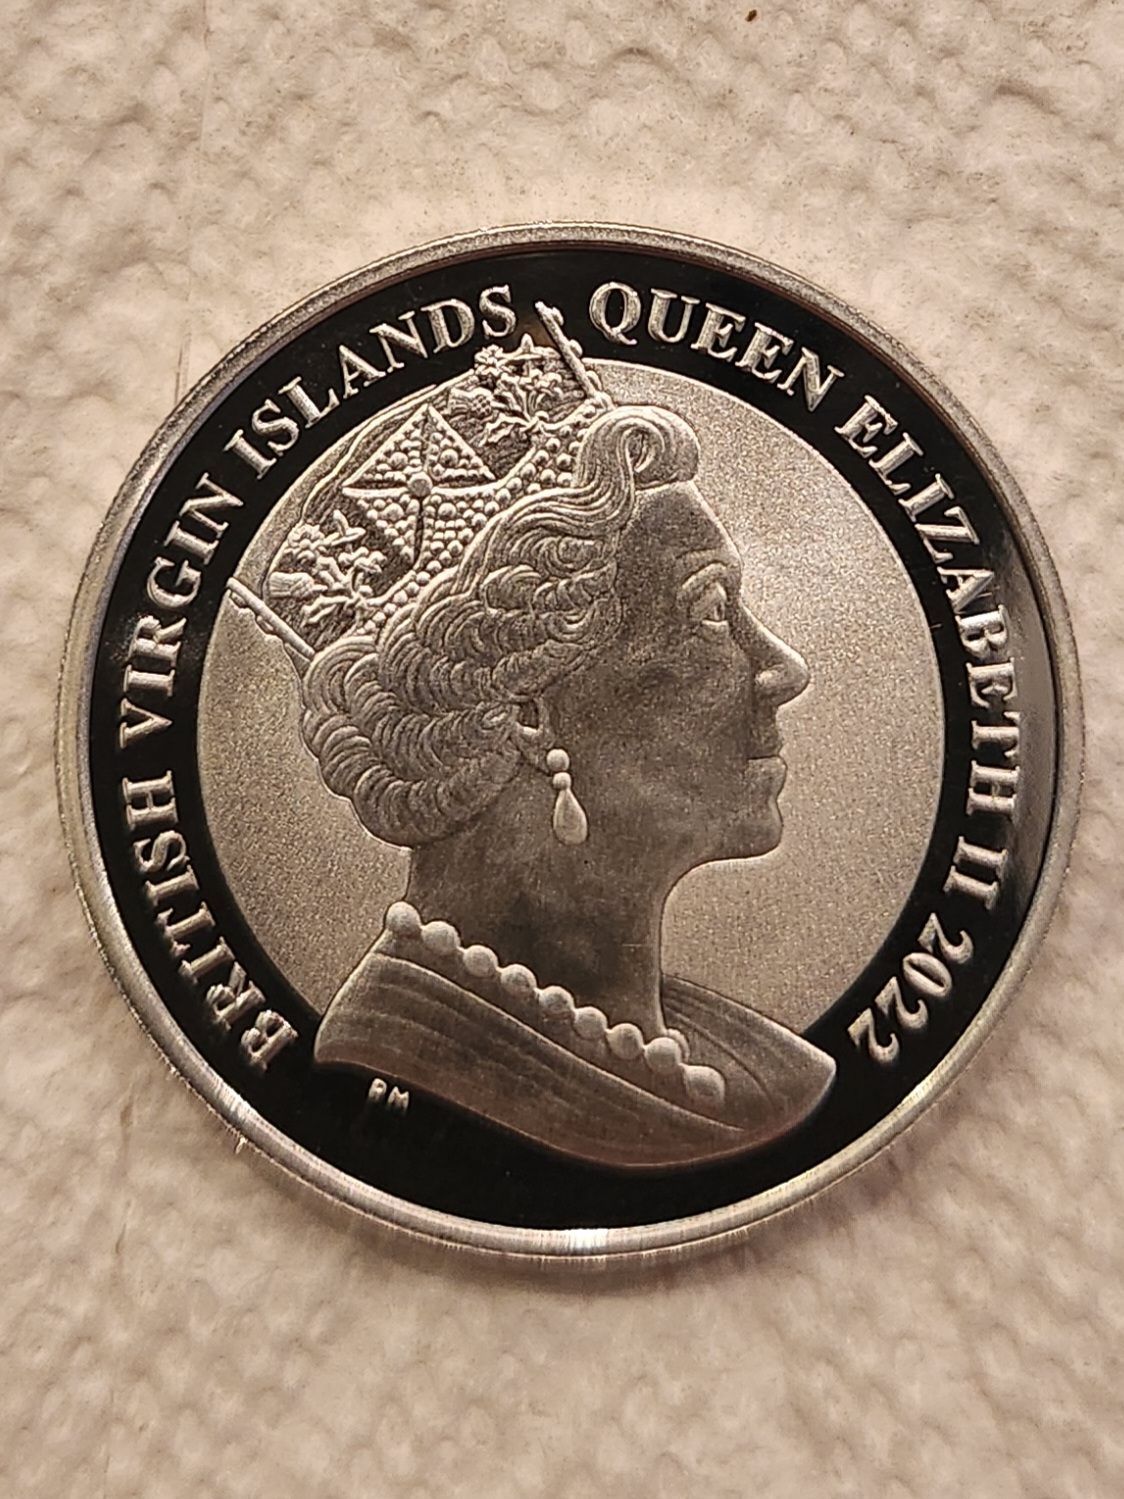 BRITISH VIRGIN ISLANDS QUEEN ELIZABETH II 2022
PM